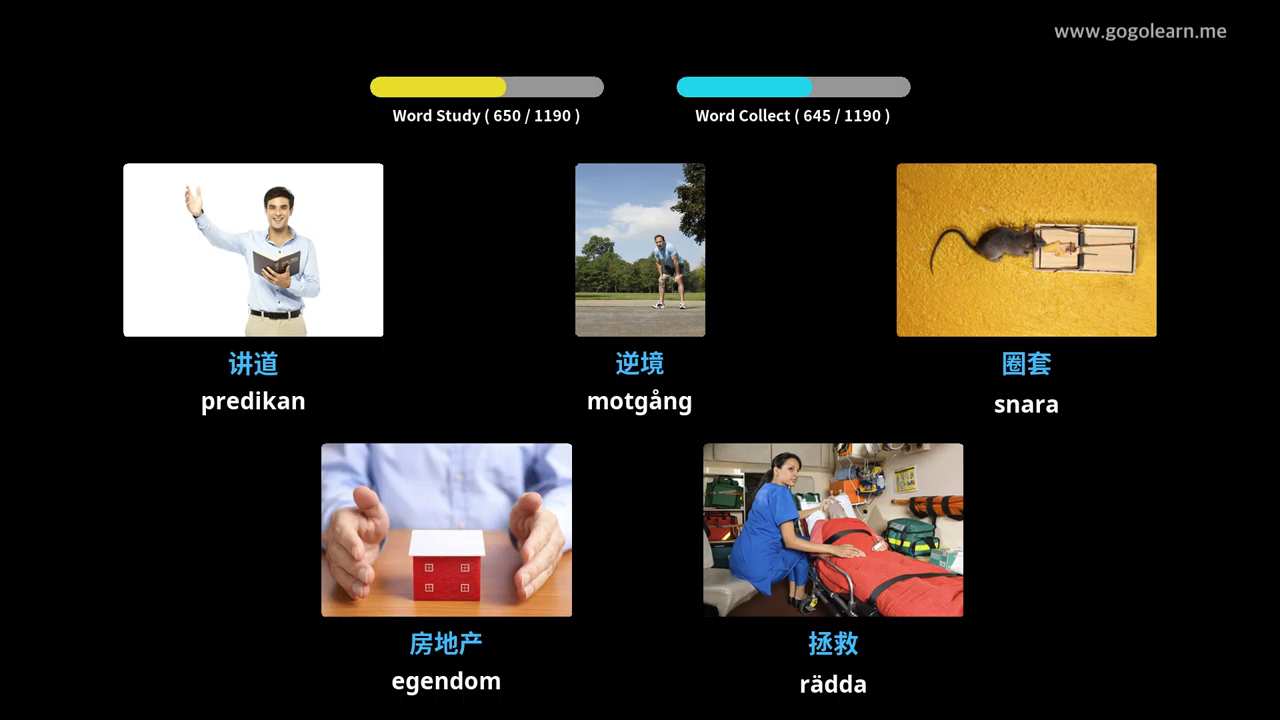 www.gogolearn.me
Word Study ( 650 / 1190 )
Word Collect ( 645 / 1190 )
讲道
predikan
逆境
motgång
圈套
snara
房地产
egendom
拯救
rädda